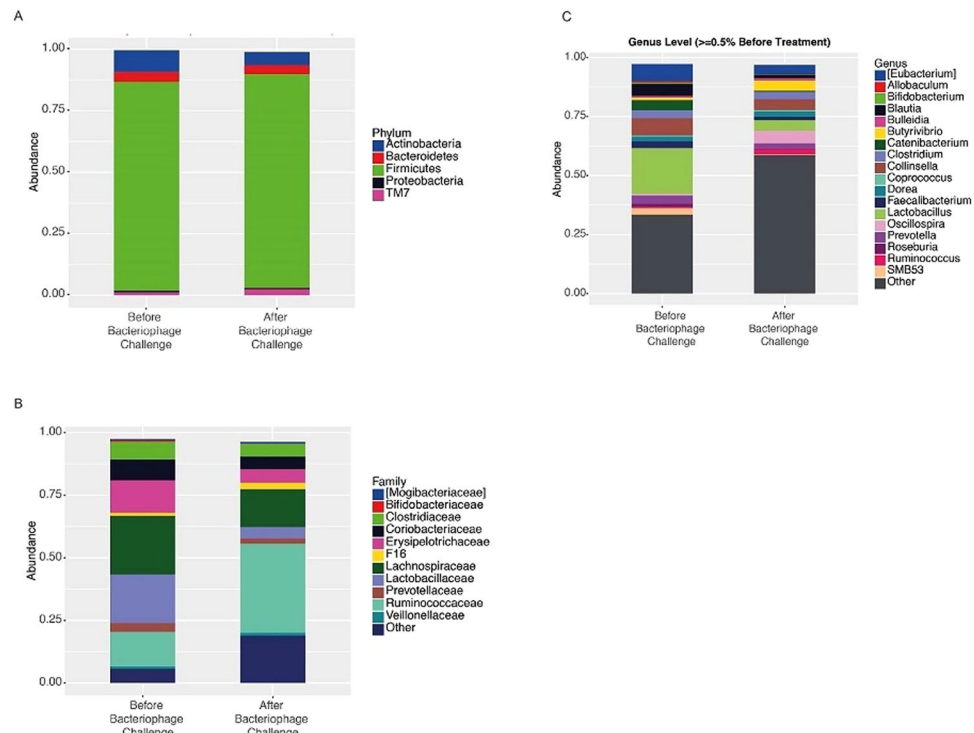 A
1.00
0.75
0.50
0.25
0.00
Abundance
Before
Bacteriophage
Challenge
After
Bacteriophage
Challenge
Phylum
Actinobacteria
Bacteroidetes
Firmicutes
Proteobacteria
TM7
C
Genus Level (>=0.5% Before Treatment)
1.00
0.75
0.50
0.25
0.00
Abundance
Before
Bacteriophage
Challenge
After
Bacteriophage
Challenge
Genus
[Eubacterium]
Allobaculum
Bifidobacterium
Blautia
Bulleidia
Butyrivibrio
Catenibacterium
Clostridium
Collinsella
Coprococcus
Dorea
Faecalibacterium
Lactobacillus
Oscillospira
Prevotella
Roseburia
Ruminococcus
SMB53
Other
B
1.00
0.75
0.50
0.25
0.00
Abundance
Before
Bacteriophage
Challenge
After
Bacteriophage
Challenge
Family
[Mogibacteriaceae]
Bifidobacteriaceae
Clostridiaceae
Coriobacteriaceae
Erysipelotrichaceae
F16
Lachnospiraceae
Lactobacillaceae
Prevotellaceae
Ruminococcaceae
Veillonellaceae
Other